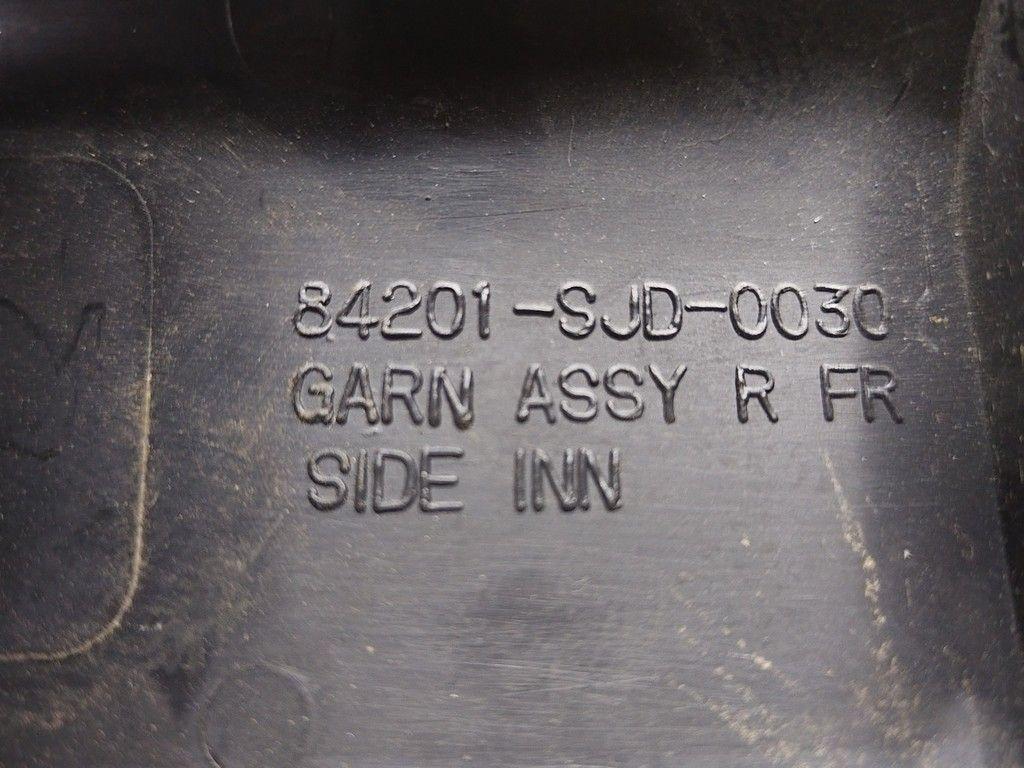 84201-SJD-0030
GARN ASSY R FR
SIDE INN